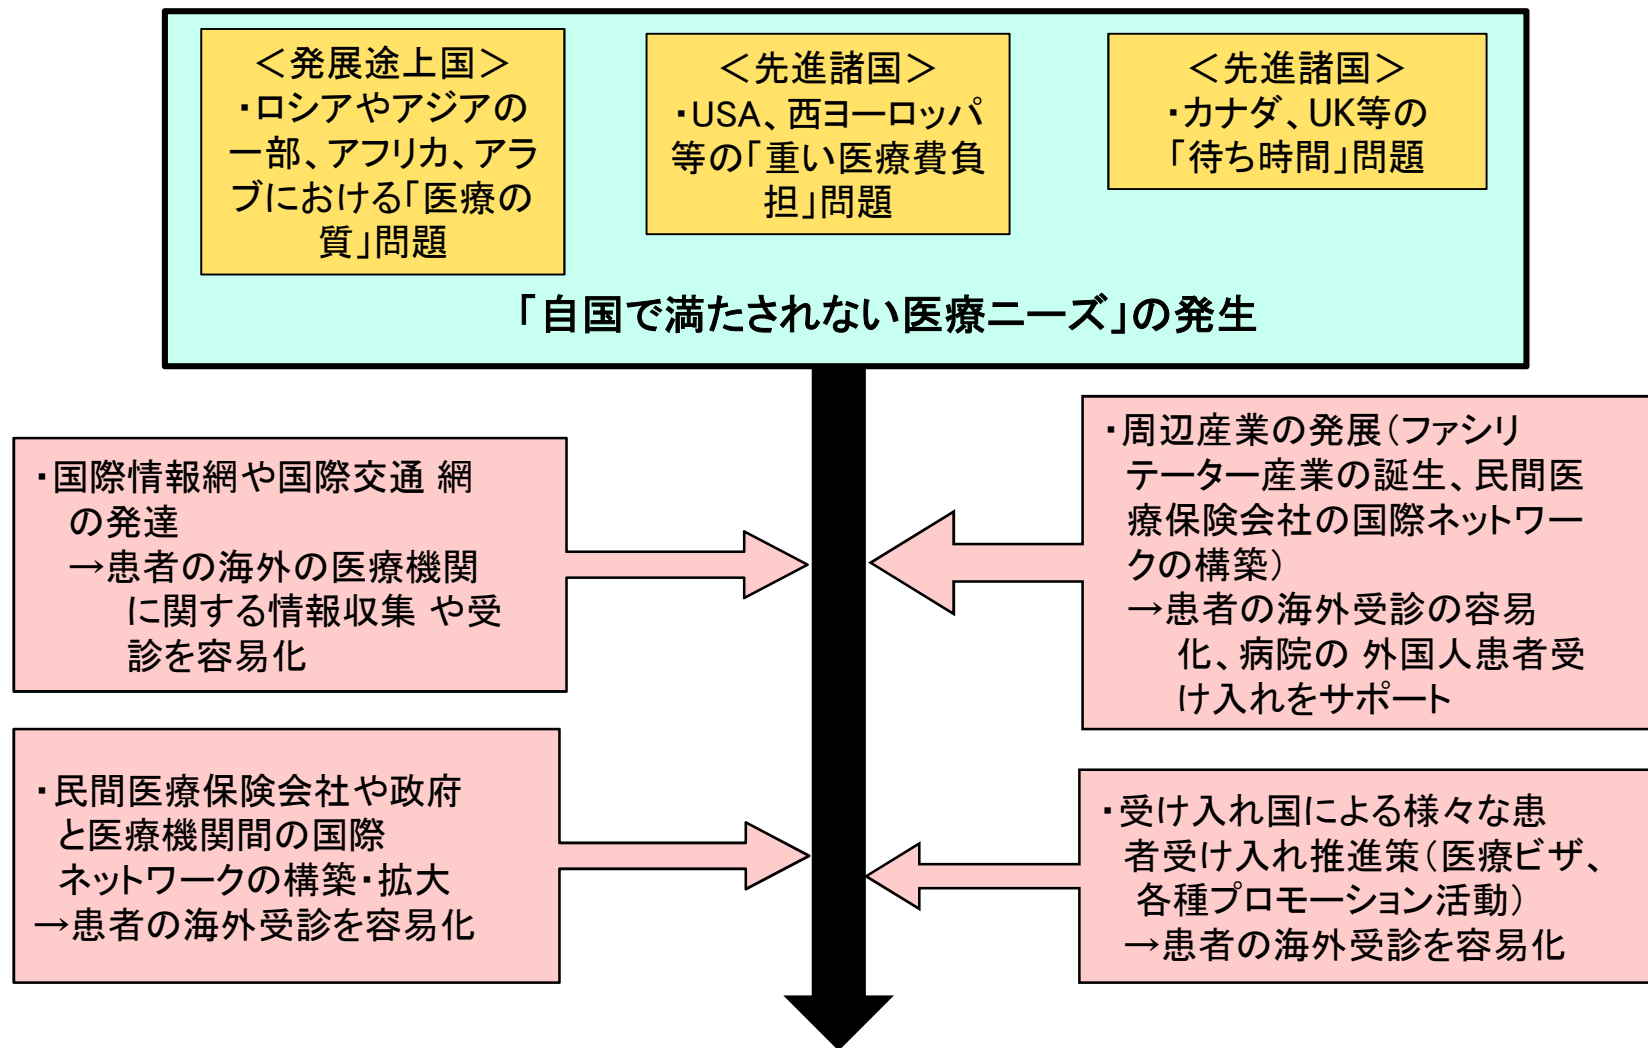 ＜発展途上国＞
・ロシアやアジアの
一部、アフリカ、アラ
ブにおける「医療の
質」問題
＜先進諸国＞
・USA、西ヨーロッパ
等の「重い医療費負
担」問題
＜先進諸国＞
・カナダ、UK等の
「待ち時間」問題
「自国で満たされない医療ニーズ」の発生
・国際情報網や国際交通 網
の発達
→患者の海外の医療機関
に関する情報収集 や受
診を容易化
・周辺産業の発展（ファシリ
テーター産業の誕生、民間医
療保険会社の国際ネットワー
クの構築）
→患者の海外受診の容易
化、病院の 外国人患者受
け入れをサポート
・民間医療保険会社や政府
と医療機関間の国際
ネットワークの構築・拡大
→患者の海外受診を容易化
・受け入れ国による様々な患
者受け入れ推進策（医療ビザ、
各種プロモーション活動）
→患者の海外受診を容易化